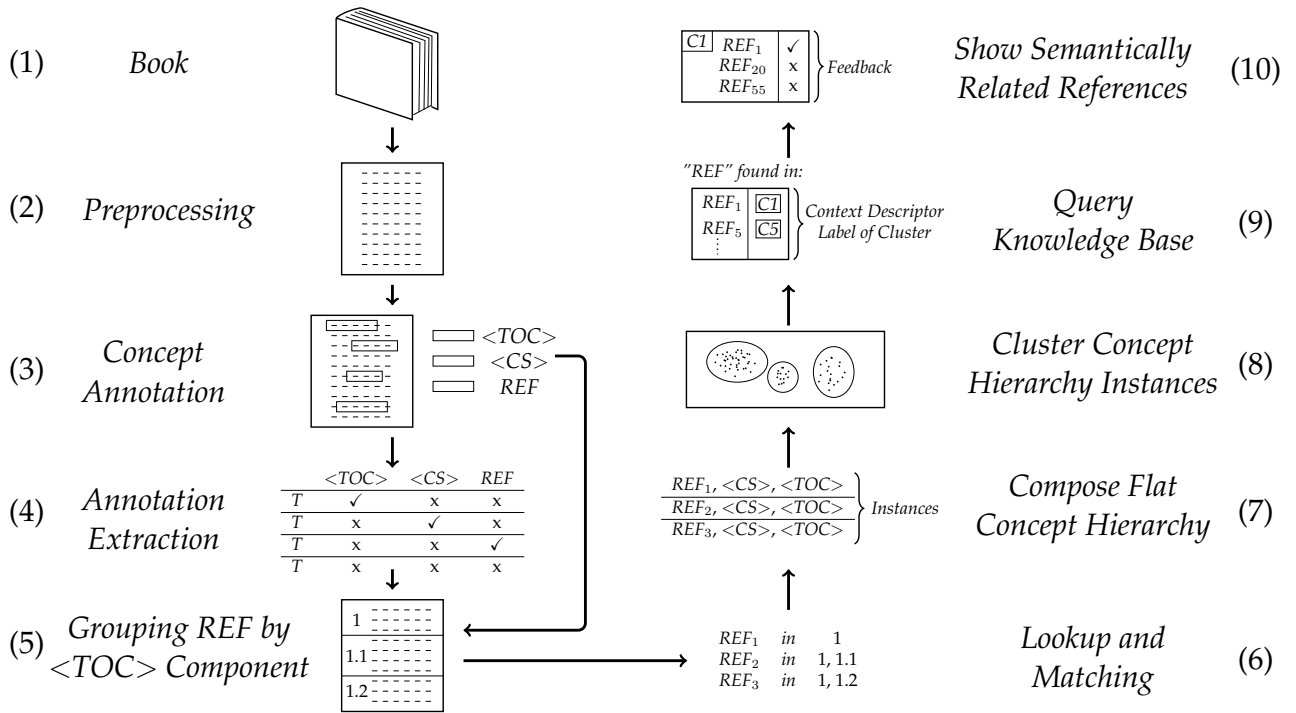 (1) Book
(2) Preprocessing
(3) Concept
Annotation
<TOC>
<CS>
REF
(4) Annotation
Extraction
<TOC> <CS> REF
T ✓ x x
T x ✓ x
T x x ✓
T x x x
(5) Grouping REF by
<TOC> Component
1
1.1
1.2
C1 REF₁ ✓
REF₂₀ x
REF₅₅ x
Feedback
Show Semantically
Related References (10)
"REF" found in:
REF₁ C1
REF₅ C5
⋮
Context Descriptor
Label of Cluster
Query
Knowledge Base (9)
Cluster Concept
Hierarchy Instances (8)
REF₁, <CS>, <TOC>
REF₂, <CS>, <TOC>
REF₃, <CS>, <TOC>
Instances
Compose Flat
Concept Hierarchy (7)
REF₁ in 1
REF₂ in 1, 1.1
REF₃ in 1, 1.2
Lookup and
Matching (6)